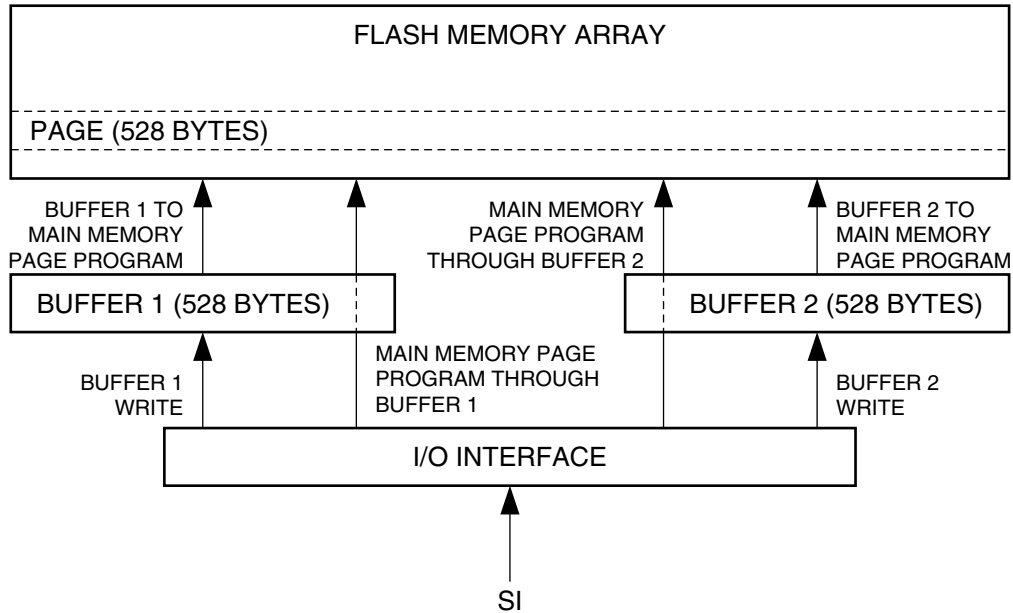 FLASH MEMORY ARRAY
PAGE (528 BYTES)
BUFFER 1 TO
MAIN MEMORY
PAGE PROGRAM
MAIN MEMORY
PAGE PROGRAM
THROUGH BUFFER 2
BUFFER 2 TO
MAIN MEMORY
PAGE PROGRAM
BUFFER 1 (528 BYTES)
BUFFER 2 (528 BYTES)
BUFFER 1
WRITE
MAIN MEMORY PAGE
PROGRAM THROUGH
BUFFER 1
BUFFER 2
WRITE
I/O INTERFACE
SI